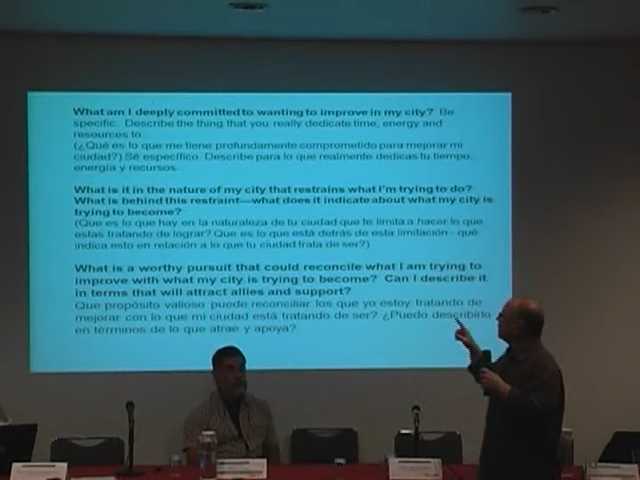 What am I deeply committed to wanting to improve in my city? Be
specific. Describe the thing that you really dedicate time, energy and
resources to.
(¿Qué es lo que me tiene profundamente comprometido para mejorar mi
ciudad?) Sé específico. Describe para lo que realmente dedicas tu tiempo,
energía y recursos.
What is it in the nature of my city that restrains what I'm trying to do?
What is behind this restraint—what does it indicate about what my city is
trying to become?
(Que es lo que hay en la naturaleza de tu ciudad que te limita a hacer lo que
estas tratando de lograr? Que es lo que está detrás de esta limitación - qué
indica esto en relación a lo que tu ciudad trata de ser?)
What is a worthy pursuit that could reconcile what I am trying to
improve with what my city is trying to become? Can I describe it
in terms that will attract allies and support?
Que propósito valioso puede reconciliar los que yo estoy tratando de
mejorar con lo que mi ciudad está tratando de ser? ¿Puedo describirlo
en términos de lo que atrae y apoya?